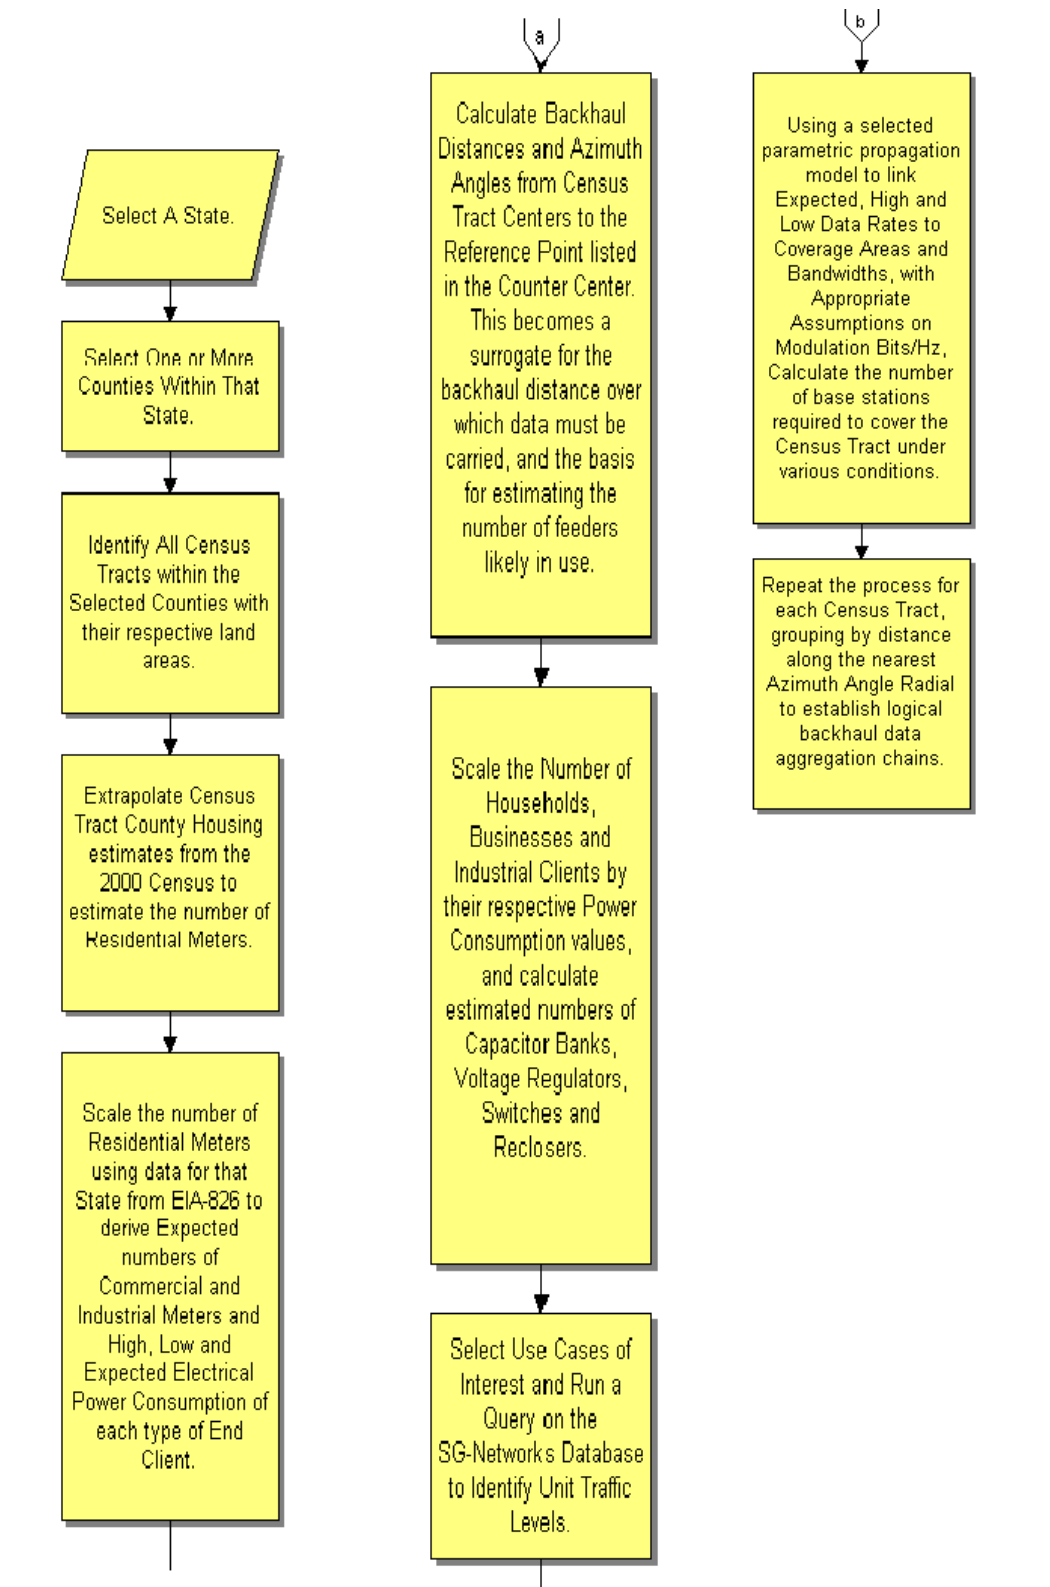 Select A State.
Select One or More
Counties Within That
State.
Identify All Census
Tracts within the
Selected Counties with
their respective land
areas.
Extrapolate Census
Tract County Housing
estimates from the
2000 Census to
estimate the number of
Residential Meters.
Scale the number of
Residential Meters
using data for that
State from EIA-826 to
derive Expected
numbers of
Commercial and
Industrial Meters and
High, Low and
Expected Electrical
Power Consumption of
each type of End
Client.
a
Calculate Backhaul
Distances and Azimuth
Angles from Census
Tract Centers to the
Reference Point listed
in the Counter Center.
This becomes a
surrogate for the
backhaul distance over
which data must be
carried, and the basis
for estimating the
number of feeders
likely in use.
Scale the Number of
Households,
Businesses and
Industrial Clients by
their respective Power
Consumption values,
and calculate
estimated numbers of
Capacitor Banks,
Voltage Regulators,
Switches and
Reclosers.
Select Use Cases of
Interest and Run a
Query on the
SG-Networks Database
to Identify Unit Traffic
Levels.
b
Using a selected
parametric propagation
model to link
Expected, High and
Low Data Rates to
Coverage Areas and
Bandwidths, with
Appropriate
Assumptions on
Modulation Bits/Hz,
Calculate the number
of base stations
required to cover the
Census Tract under
various conditions.
Repeat the process for
each Census Tract,
grouping by distance
along the nearest
Azimuth Angle Radial
to establish logical
backhaul data
aggregation chains.